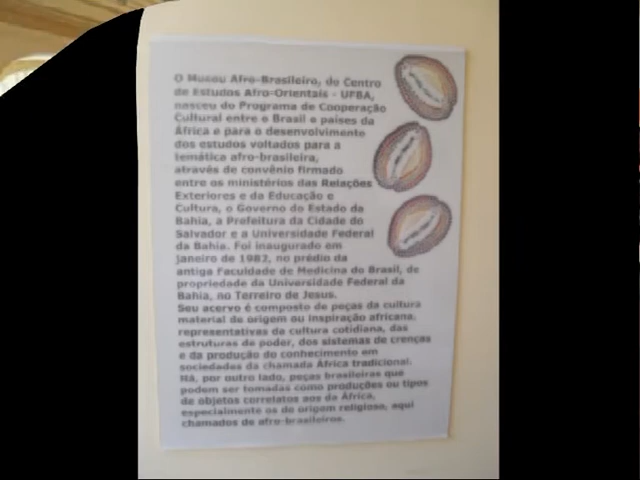 O Museu Afro-Brasileiro, do Centro
de Estudos Afro-Orientais - UFBA,
nasceu do Programa de Cooperação
Cultural entre o Brasil e países da
África e para o desenvolvimento
dos estudos voltados para a
temática afro-brasileira,
através de convênio firmado
entre os ministérios das Relações
Exteriores e da Educação e
Cultura, o Governo do Estado da
Bahia, a Prefeitura da Cidade do
Salvador e a Universidade Federal
da Bahia. Foi inaugurado em
janeiro de 1982, no prédio da
antiga Faculdade de Medicina do Brasil, de
propriedade da Universidade Federal da
Bahia, no Terreiro de Jesus.
Seu acervo é composto de peças da cultura
material de origem ou inspiração africana,
representativas da cultura cotidiana, das
estruturas de poder, dos sistemas de crenças
e da produção do conhecimento em
sociedades da chamada África tradicional.
Há, por outro lado, peças brasileiras que
podem ser tomadas como produções ou tipos
de objetos correlatos aos da África,
especialmente os de origem religiosa, aqui
chamados de afro-brasileiros.